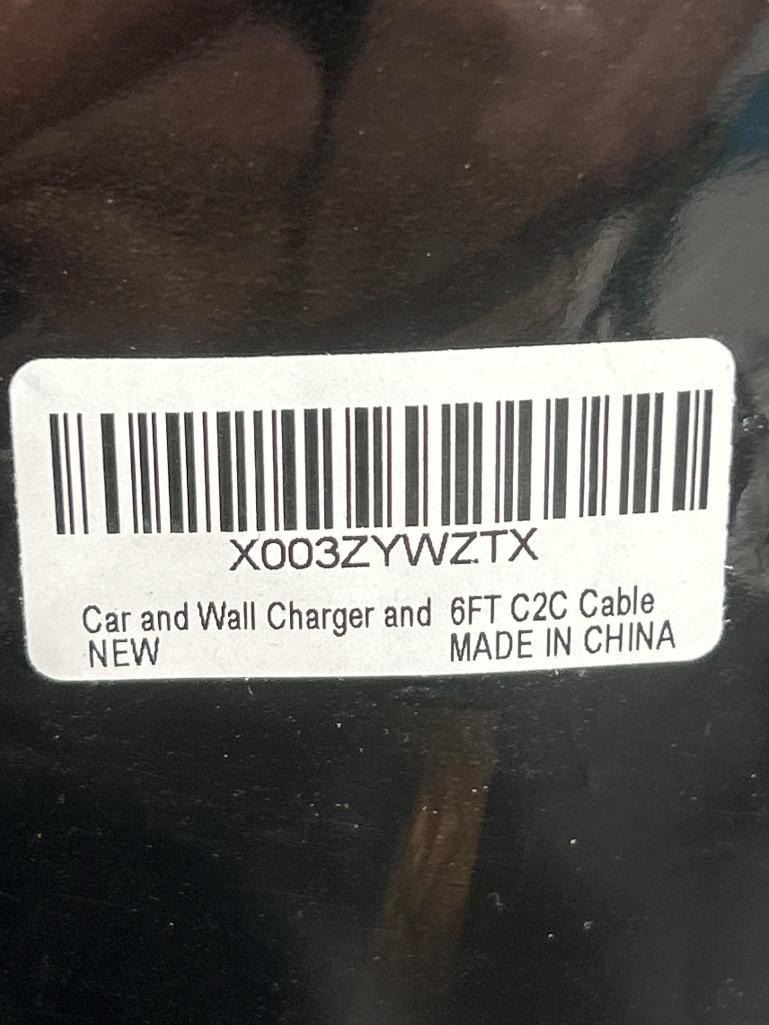 X003ZYWZTX
Car and Wall Charger and 6FT C2C Cable
NEW MADE IN CHINA